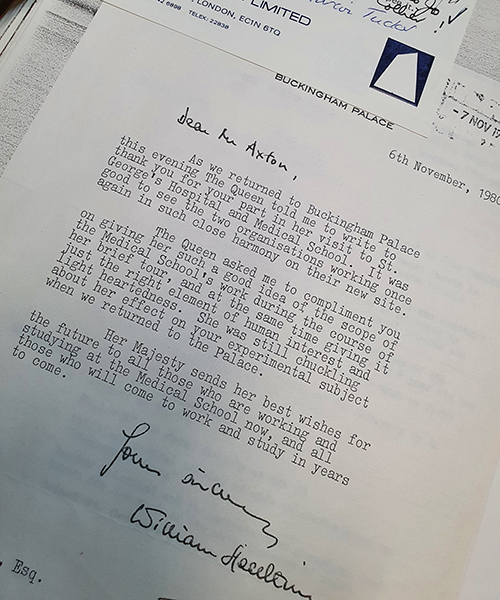 LIMITED
, LONDON, EC1N 6TQ
TELEX: 22839
Tucker
BUCKINGHAM PALACE
-7 NOV 1
6th November, 1980
Dear Mr Axton,
As we returned to Buckingham Palace
this evening The Queen told me to write to
thank you for your part in her visit to St.
George's Hospital and Medical School. It was
good to see the two organisations working once
again in such close harmony on their new site.
The Queen asked me to compliment you
on giving her such a good idea of the scope of
the Medical School's work during the course of
her brief tour, and at the same time giving it
just the right element of human interest and
light heartedness. She was still chuckling
about her effect on your experimental subject
when we returned to the Palace.
Her Majesty sends her best wishes for
the future to all those who are working and
studying at the Medical School now, and all
those who will come to work and study in years
to come.
Yours sincerely
William Heseltine
, Esq.